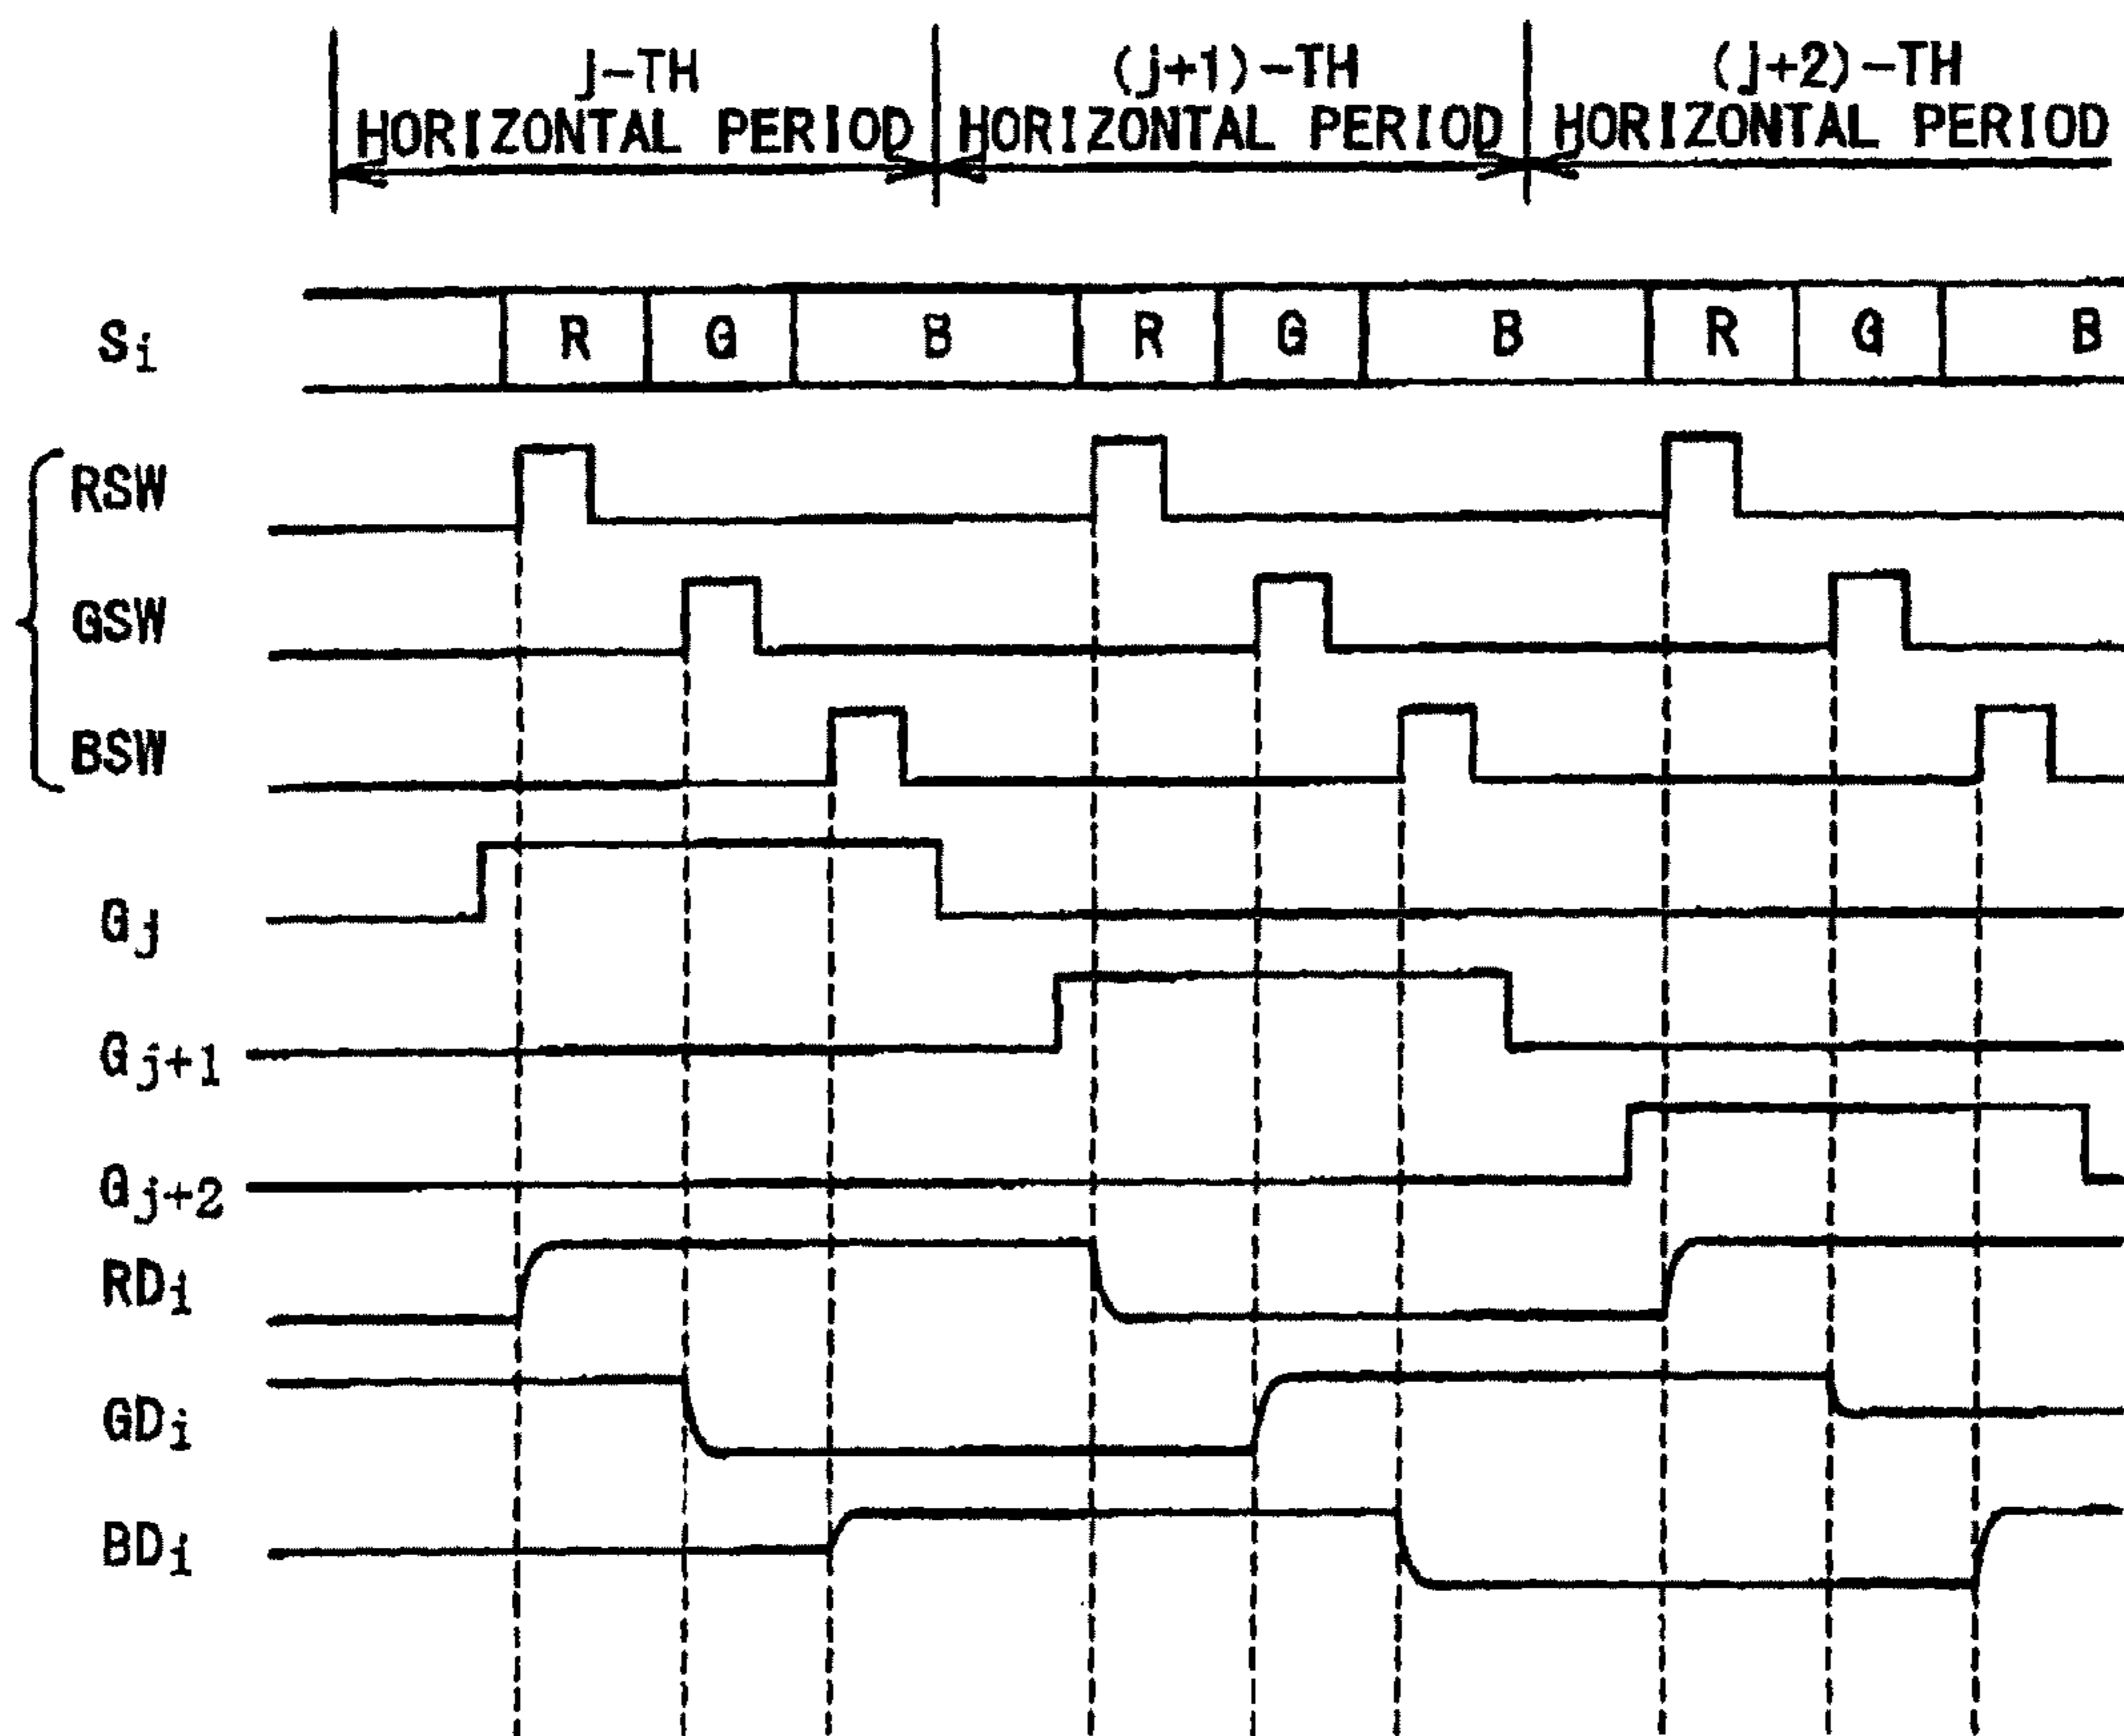 j-TH (j+1)-TH (j+2)-TH
HORIZONTAL PERIOD HORIZONTAL PERIOD HORIZONTAL PERIOD
Si R G B R G B R G B
RSW
GSW
BSW
Gj
Gj+1
Gj+2
RDi
GDi
BDi